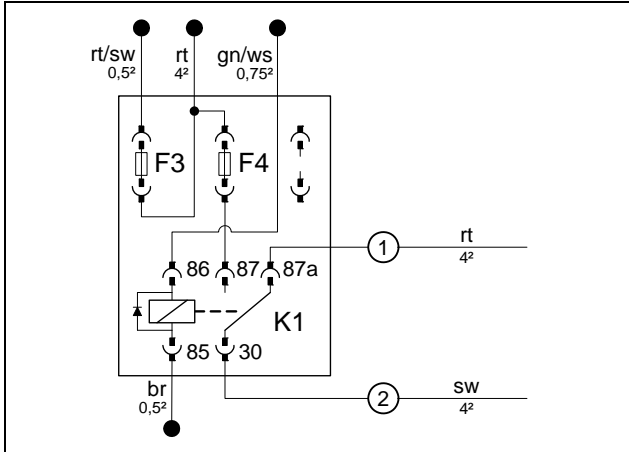 rt/sw
0,5²
rt
4²
gn/ws
0,75²
F3
F4
1
rt
4²
86
87
87a
K1
85
30
br
0,5²
2
sw
4²